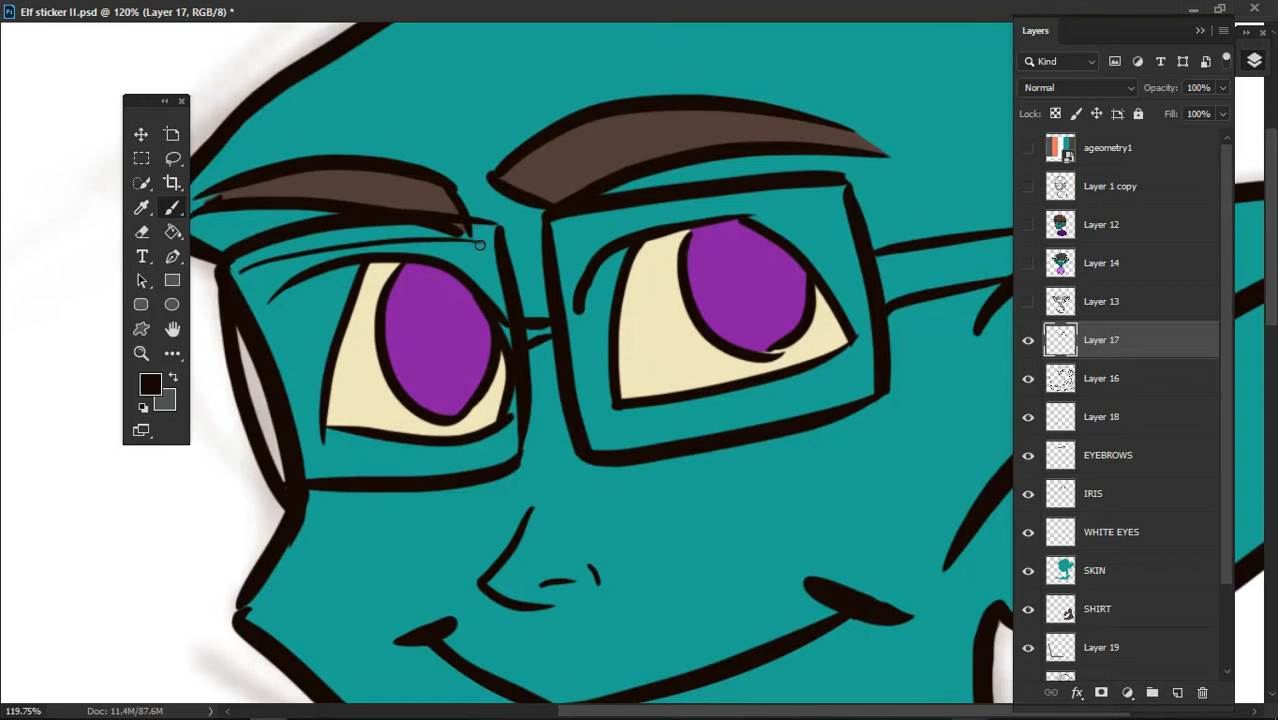 Ps Elf sticker II.psd @ 120% (Layer 17, RGB/8) *
Layers
Kind
Normal
Opacity: 100%
Lock:
Fill: 100%
ageometry1
Layer 1 copy
Layer 12
Layer 14
Layer 13
Layer 17
Layer 16
Layer 18
EYEBROWS
IRIS
WHITE EYES
SKIN
SHIRT
Layer 19
fx
119.75%
Doc: 11.4M/87.6M